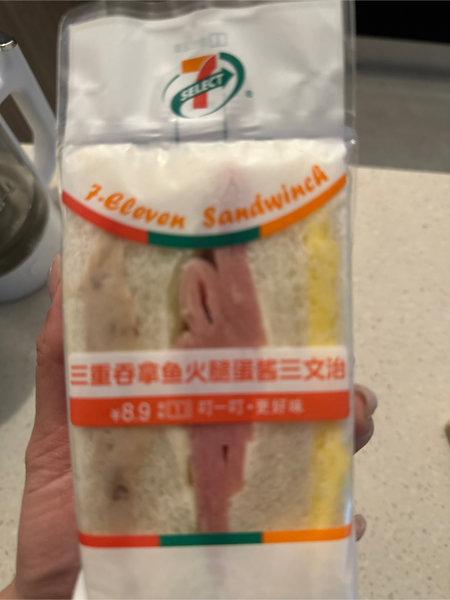 7
SELECT
®
7-Eleven Sandwinch
三重吞拿鱼火腿蛋酱三文治
¥8.9
叮一叮·更好味